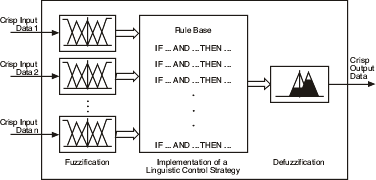 Crisp Input
Data 1
Crisp Input
Data 2
Crisp Input
Data n
Rule Base
IF ... AND ... THEN ...
IF ... AND ... THEN ...
IF ... AND ... THEN ...
IF ... AND ... THEN ...
Crisp
Output
Data
Fuzzification
Implementation of a
Linguistic Control Strategy
Defuzzification